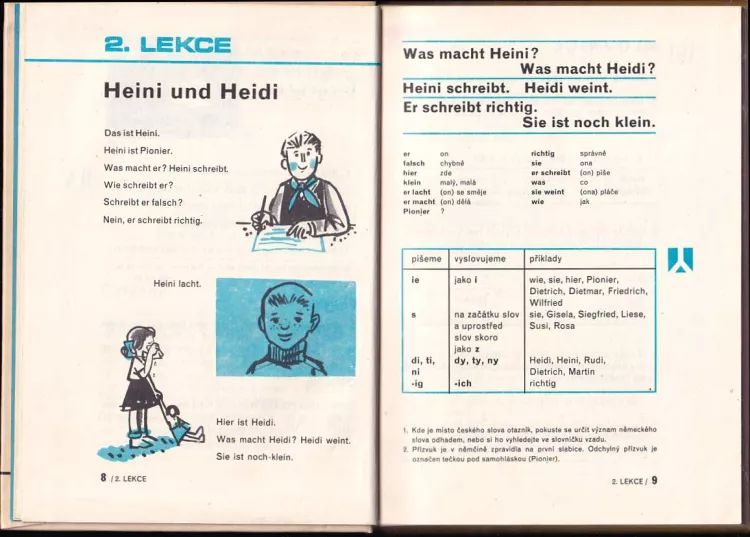 2. LEKCE
Heini und Heidi
Das ist Heini.
Heini ist Pionier.
Was macht er? Heini schreibt.
Wie schreibt er?
Schreibt er falsch?
Nein, er schreibt richtig.
Heini lacht.
Hier ist Heidi.
Was macht Heidi? Heidi weint.
Sie ist noch klein.
8 / 2. LEKCE
Was macht Heini?
Was macht Heidi?
Heini schreibt. Heidi weint.
Er schreibt richtig.
Sie ist noch klein.
er on
falsch chybně
hier zde
klein malý, malá
er lacht (on) se směje
er macht (on) dělá
Pionịer ?
richtig správně
sie ona
er schreibt (on) píše
was co
sie weint (ona) pláče
wie jak
píšeme vyslovujeme příklady
ie jako i wie, sie, hier, Pionier,
Dietrich, Dietmar, Friedrich,
Wilfried
s na začátku slov sie, Gisela, Siegfried, Liese,
a uprostřed Susi, Rosa
slov skoro
jako z
di, ti, dy, ty, ny Heidi, Heini, Rudi,
ni Dietrich, Martin
-ig -ich richtig
1. Kde je místo českého slova otazník, pokuste se určit význam německého
slova odhadem, nebo si ho vyhledejte ve slovníčku vzadu.
2. Přízvuk je v němčině zpravidla na první slabice. Odchylný přízvuk je
označen tečkou pod samohláskou (Pionịer).
2. LEKCE / 9